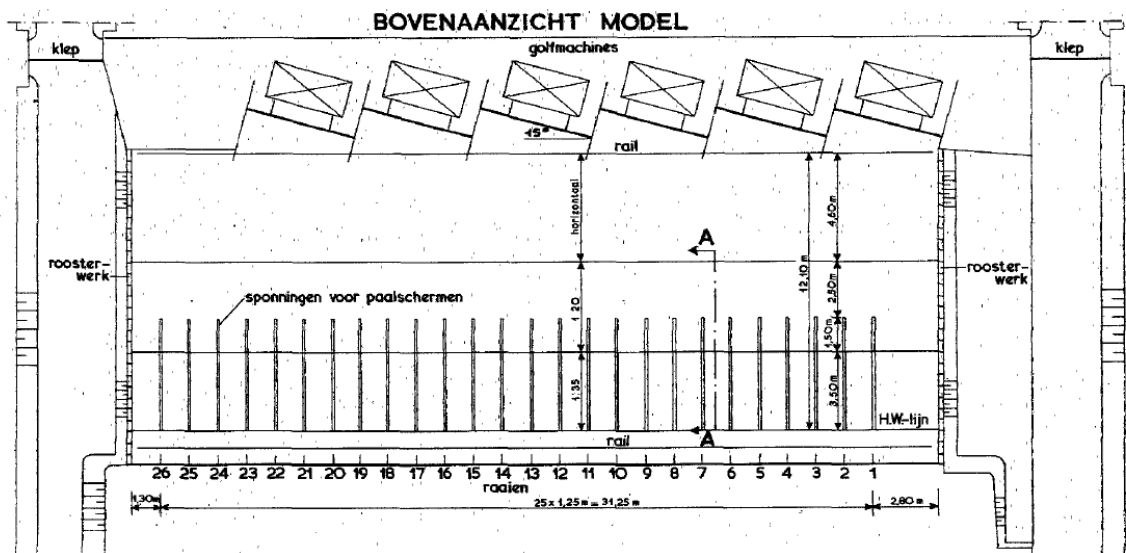 BOVENAANZICHT MODEL
klep
golfmachines
klep
15°
rail
horizontaal
4,60 m
A
12,10 m
rooster-
werk
rooster-
werk
sponningen voor paalschermen
1:20
2,50 m
1,50 m
1:35
3,50 m
H.W.-lijn
A
rail
26 25 24 23 22 21 20 19 18 17 16 15 14 13 12 11 10 9 8 7 6 5 4 3 2 1
raaien
1,30m
25 x 1,25 m = 31,25 m
2,80 m